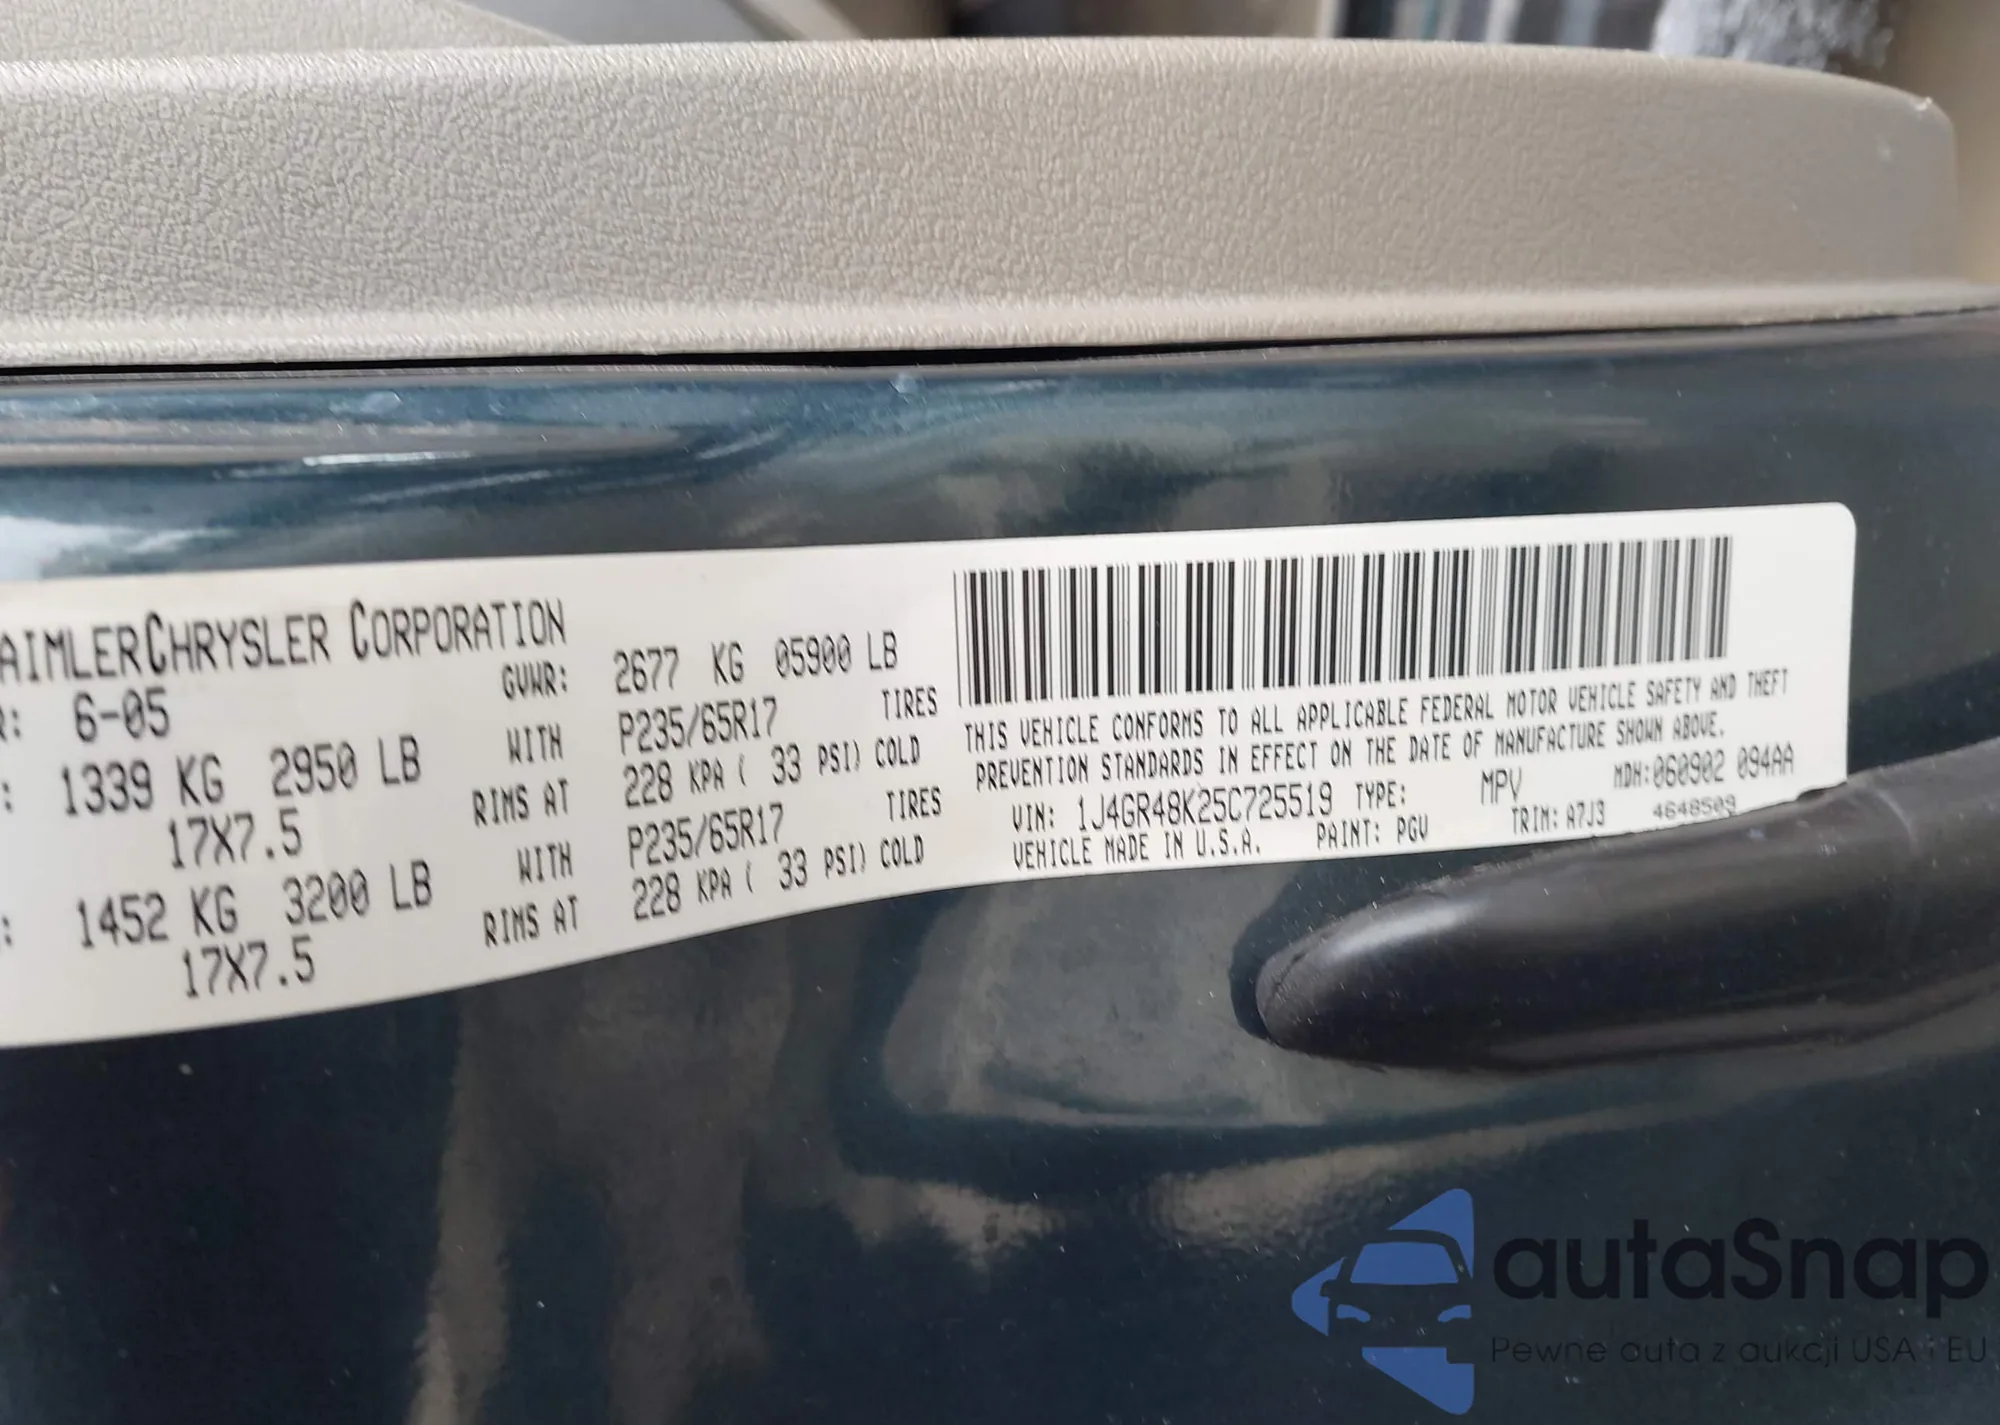 AIMLERCHRYSLER CORPORATION
R: 6-05
GVWR: 2677 KG 05900 LB
: 1339 KG 2950 LB WITH P235/65R17 TIRES
17X7.5 RIMS AT 228 KPA ( 33 PSI) COLD
: 1452 KG 3200 LB WITH P235/65R17 TIRES
17X7.5 RIMS AT 228 KPA ( 33 PSI) COLD
THIS VEHICLE CONFORMS TO ALL APPLICABLE FEDERAL MOTOR VEHICLE SAFETY AND THEFT
PREVENTION STANDARDS IN EFFECT ON THE DATE OF MANUFACTURE SHOWN ABOVE.
VIN: 1J4GR48K25C725519 TYPE: MPV MDH:060902 094AA
VEHICLE MADE IN U.S.A. PAINT: PGV TRIM: A7J3 4648509
autaSnap
Pewne auta z aukcji USA i EU